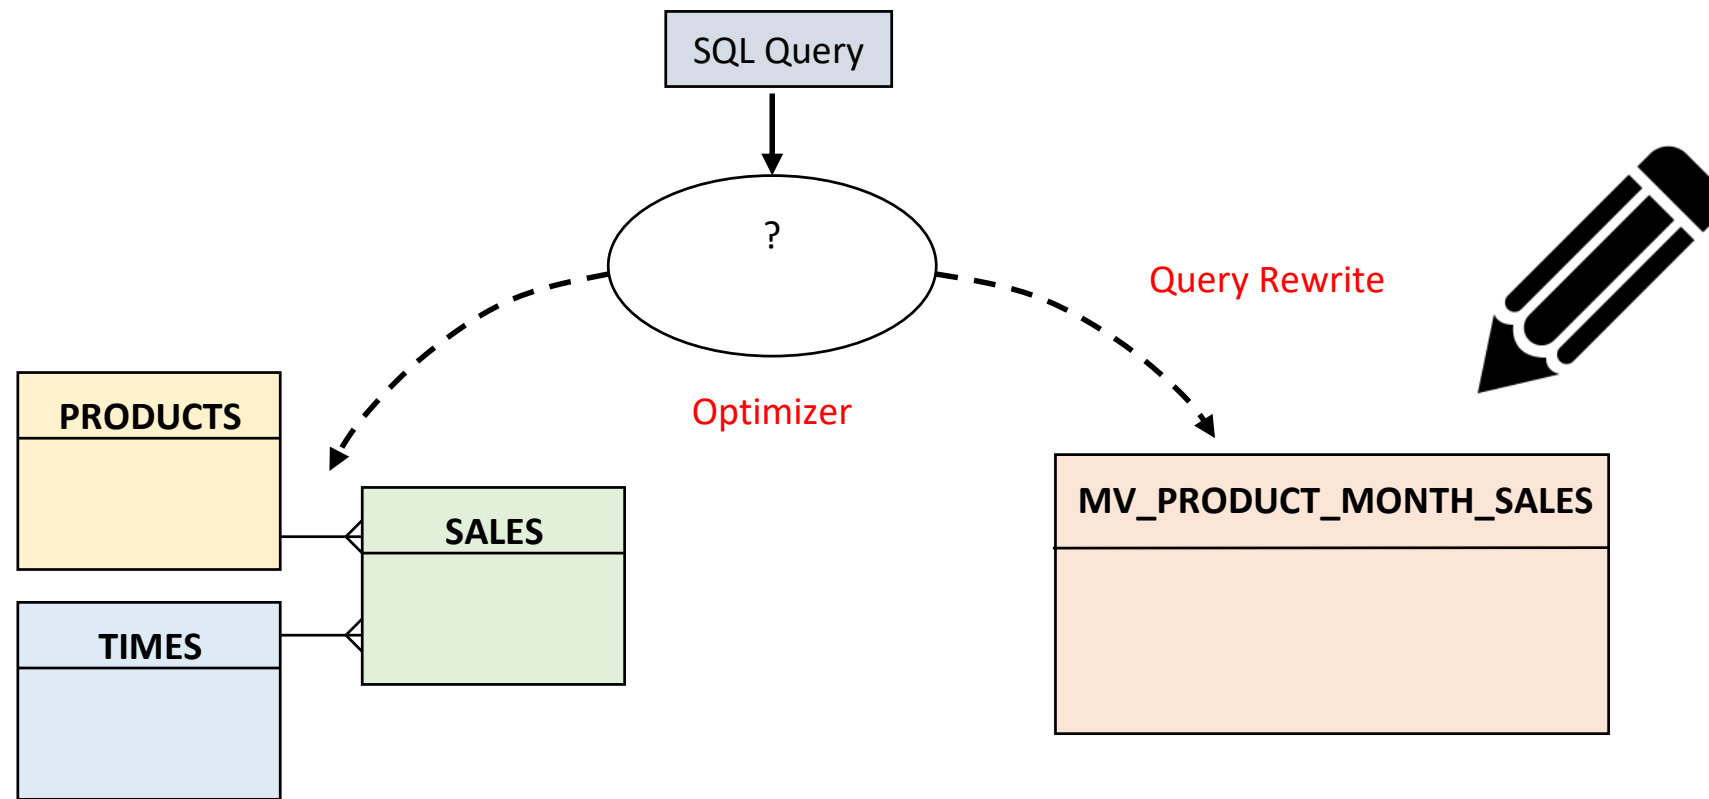 SQL Query
?
Query Rewrite
Optimizer
PRODUCTS
SALES
TIMES
MV_PRODUCT_MONTH_SALES